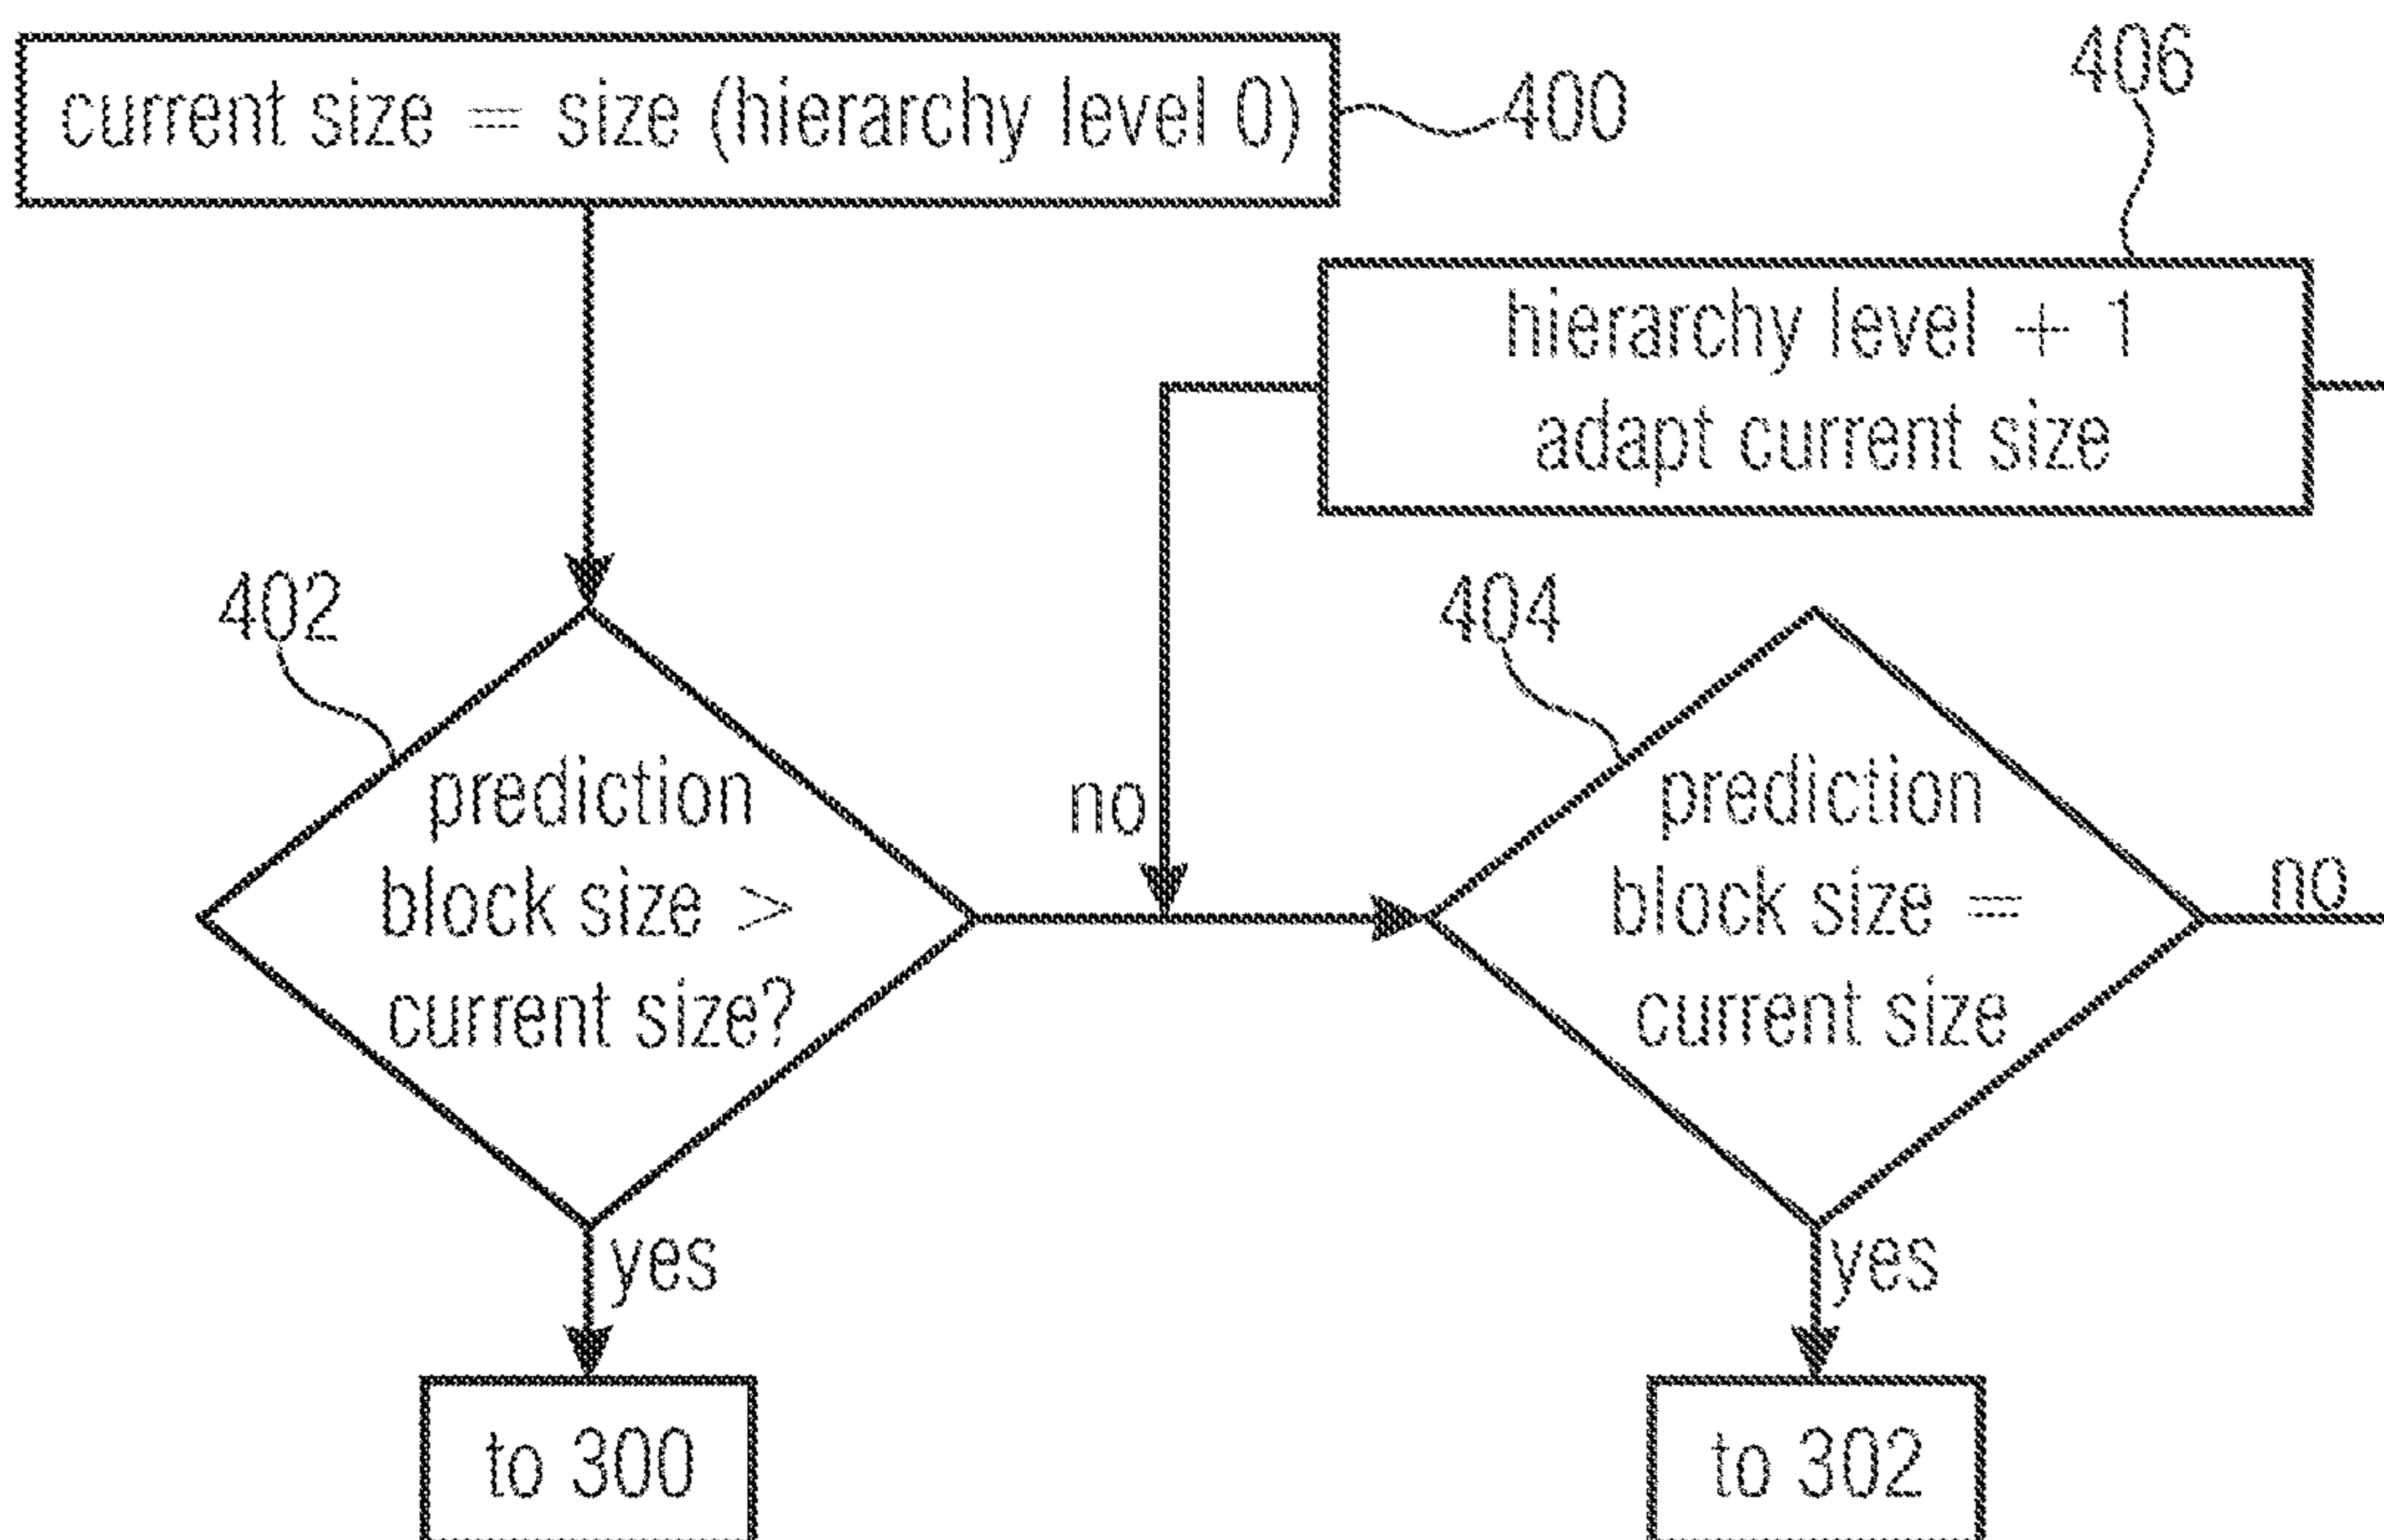 current size = size (hierarchy level 0)
400
406
hierarchy level + 1
adapt current size
402
prediction
block size >
current size?
no
404
prediction
block size =
current size
no
yes
yes
to 300
to 302